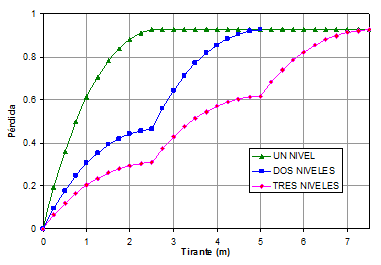 1
0.8
0.6
0.4
0.2
0
Pérdida
UN NIVEL
DOS NIVELES
TRES NIVELES
0 1 2 3 4 5 6 7
Tirante (m)